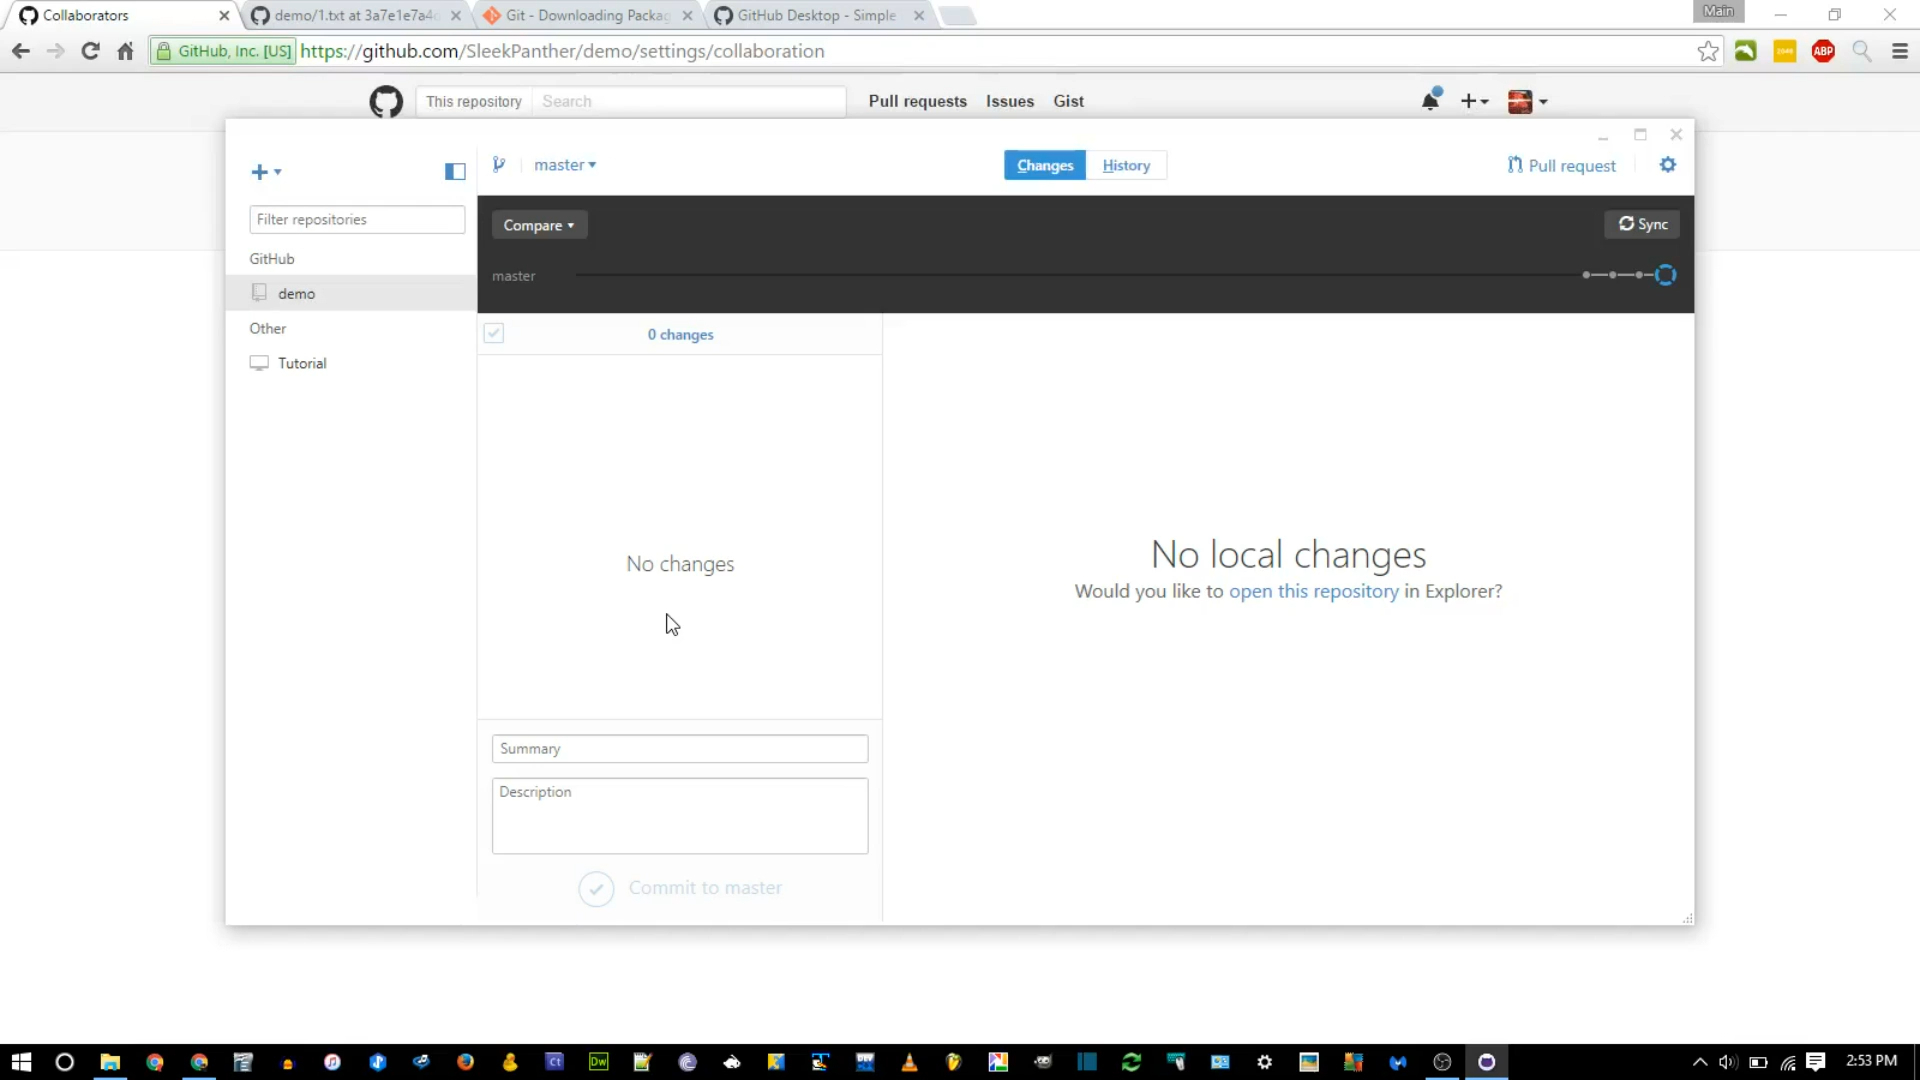 Collaborators
demo/1.txt at 3a7e1e7a4
Git - Downloading Packag
GitHub Desktop - Simple
Main
GitHub, Inc. [US]
https://github.com/SleekPanther/demo/settings/collaboration
ABP
This repository
Search
Pull requests
Issues
Gist
master
Changes
History
Pull request
Filter repositories
Compare
Sync
GitHub
master
demo
Other
0 changes
Tutorial
No changes
No local changes
Would you like to open this repository in Explorer?
Summary
Description
Commit to master
Ct
Dw
2:53 PM